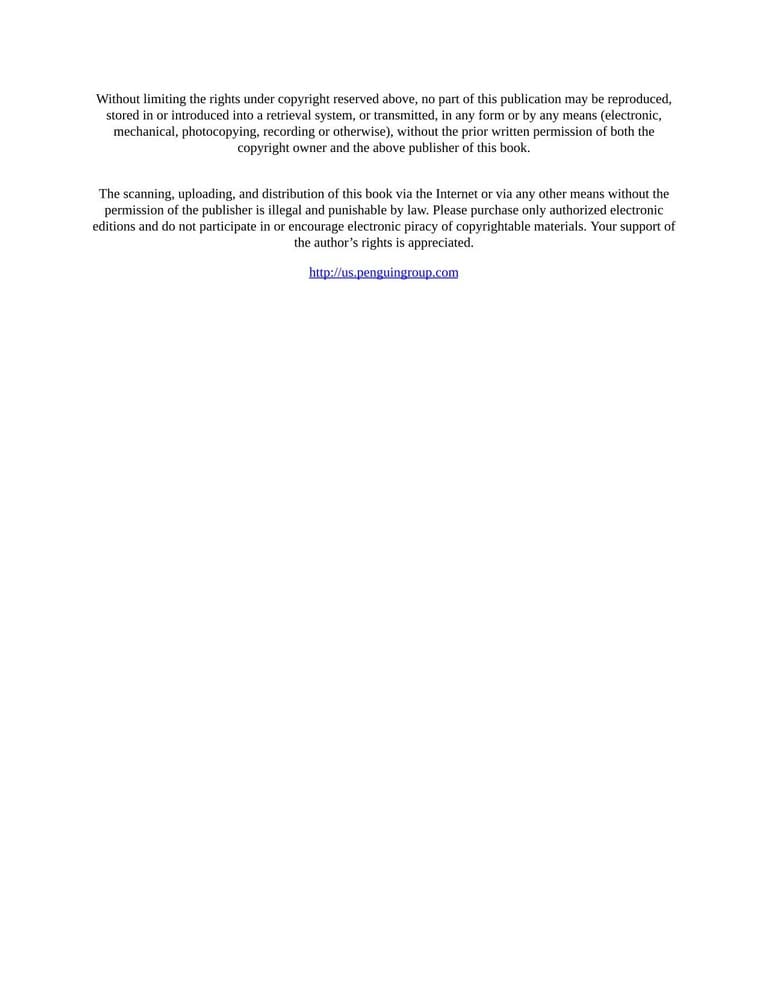 Without limiting the rights under copyright reserved above, no part of this publication may be reproduced,
stored in or introduced into a retrieval system, or transmitted, in any form or by any means (electronic,
mechanical, photocopying, recording or otherwise), without the prior written permission of both the
copyright owner and the above publisher of this book.
The scanning, uploading, and distribution of this book via the Internet or via any other means without the
permission of the publisher is illegal and punishable by law. Please purchase only authorized electronic
editions and do not participate in or encourage electronic piracy of copyrightable materials. Your support of
the author’s rights is appreciated.
http://us.penguingroup.com